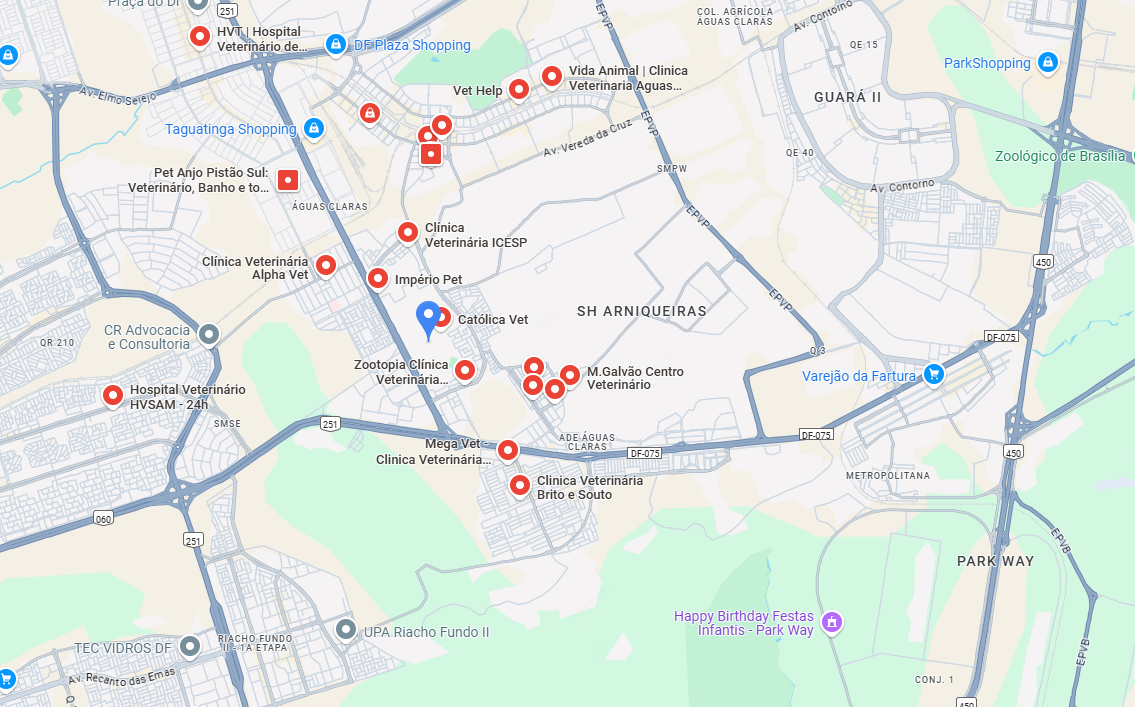 Praça do DI
251
HVT | Hospital
Veterinário de...
DF Plaza Shopping
EPVP
COL. AGRÍCOLA
AGUAS CLARAS
Av. Contorno
QE 15
ParkShopping
GUARÁ II
Vida Animal | Clinica
Veterinaria Aguas...
Vet Help
Av. Elmo Serejo
Taguatinga Shopping
Av. Vereda da Cruz
EPVP
QE 40
Zoológico de Brasília
SMPW
Av. Contorno
Pet Anjo Pistão Sul:
Veterinário, Banho e to...
ÁGUAS CLARAS
EPVP
Clínica
Veterinária ICESP
Clínica Veterinária
Alpha Vet
Império Pet
450
EPVP
SH ARNIQUEIRAS
Católica Vet
CR Advocacia
e Consultoria
QR 210
DF-075
Q 3
Zootopia Clínica
Veterinária...
M.Galvão Centro
Veterinário
Varejão da Fartura
Hospital Veterinário
HVSAM - 24h
SMSE
251
Mega Vet -
Clinica Veterinária...
ADE ÁGUAS
CLARAS
DF-075
DF-075
450
METROPOLITANA
Clinica Veterinária
Brito e Souto
060
251
EPVB
PARK WAY
Happy Birthday Festas
Infantis - Park Way
UPA Riacho Fundo II
RIACHO FUNDO
II - 1A ETAPA
TEC VIDROS DF
Av. Recanto das Emas
EPVB
CONJ. 1
Q
450